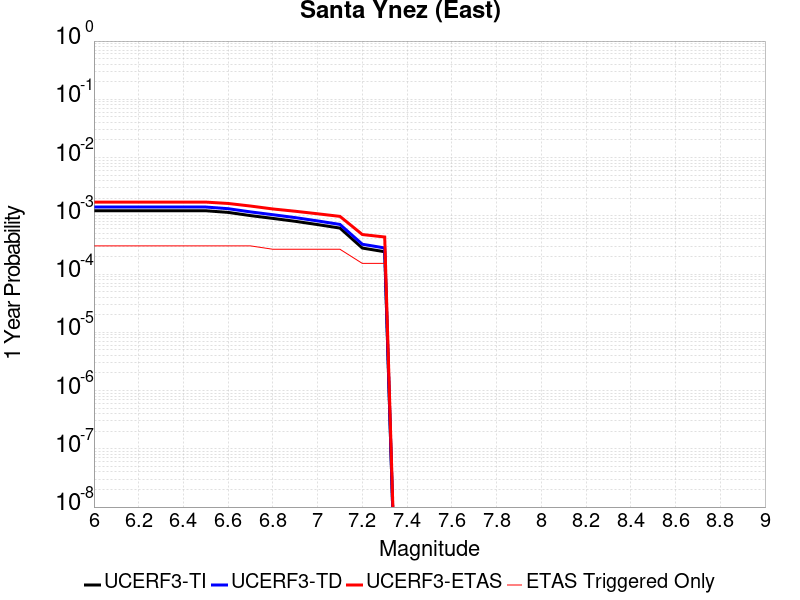 Santa Ynez (East)
1 Year Probability
10^0
10^-1
10^-2
10^-3
10^-4
10^-5
10^-6
10^-7
10^-8
6 6.2 6.4 6.6 6.8 7 7.2 7.4 7.6 7.8 8 8.2 8.4 8.6 8.8 9
Magnitude
UCERF3-TI UCERF3-TD UCERF3-ETAS ETAS Triggered Only